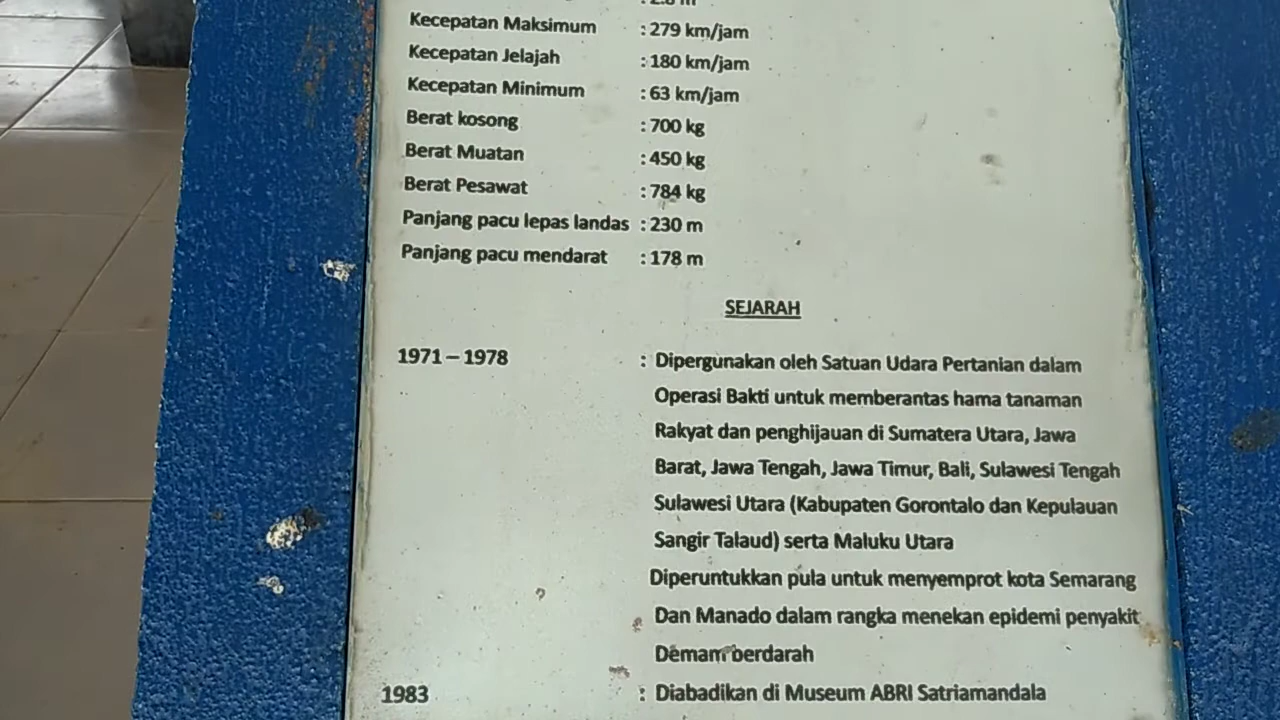 : 2.8 m
Kecepatan Maksimum : 279 km/jam
Kecepatan Jelajah : 180 km/jam
Kecepatan Minimum : 63 km/jam
Berat kosong : 700 kg
Berat Muatan : 450 kg
Berat Pesawat : 784 kg
Panjang pacu lepas landas : 230 m
Panjang pacu mendarat : 178 m
SEJARAH
1971 – 1978 : Dipergunakan oleh Satuan Udara Pertanian dalam
Operasi Bakti untuk memberantas hama tanaman
Rakyat dan penghijauan di Sumatera Utara, Jawa
Barat, Jawa Tengah, Jawa Timur, Bali, Sulawesi Tengah
Sulawesi Utara (Kabupaten Gorontalo dan Kepulauan
Sangir Talaud) serta Maluku Utara
Diperuntukkan pula untuk menyemprot kota Semarang
Dan Manado dalam rangka menekan epidemi penyakit
Demam berdarah
1983 : Diabadikan di Museum ABRI Satriamandala